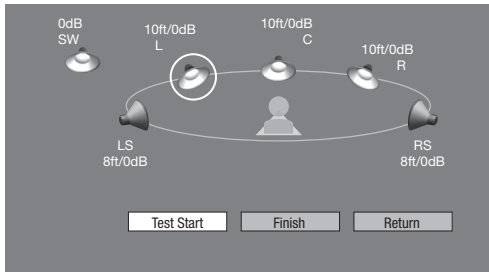 0dB
SW
10ft/0dB
L
10ft/0dB
C
10ft/0dB
R
LS
8ft/0dB
RS
8ft/0dB
Test Start
Finish
Return